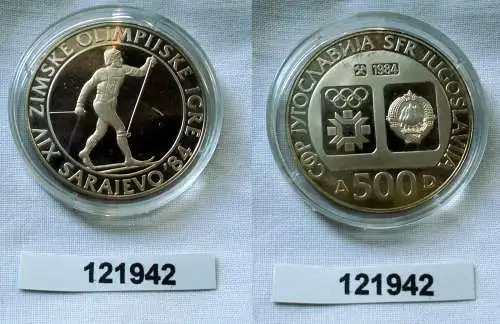 XIV ZIMSKE OLIMPIJSKE IGRE '84
SARAJEVO
121942
СФР ЈУГОСЛАВИЈА SFR JUGOSLAVIJA
1984
500 D
121942